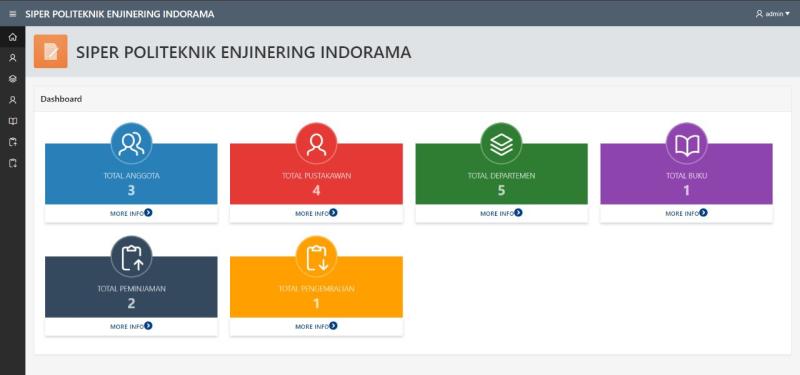 SIPER POLITEKNIK ENJINERING INDORAMA
admin
SIPER POLITEKNIK ENJINERING INDORAMA
Dashboard
TOTAL ANGGOTA
3
MORE INFO
TOTAL PUSTAKAWAN
4
MORE INFO
TOTAL DEPARTEMEN
5
MORE INFO
TOTAL BUKU
1
MORE INFO
TOTAL PEMINJAMAN
2
MORE INFO
TOTAL PENGEMBALIAN
1
MORE INFO